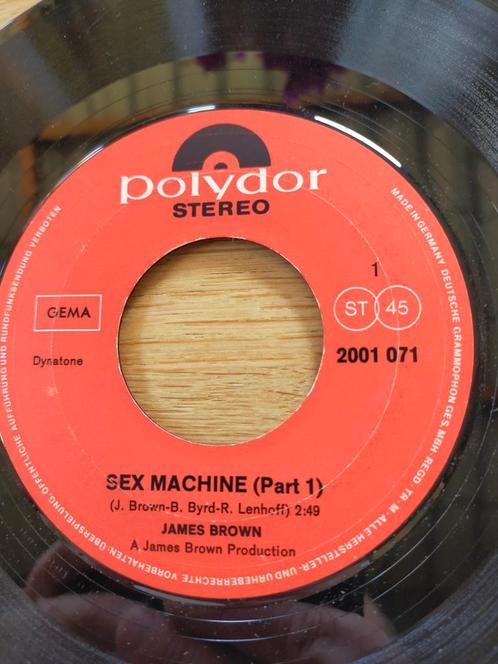 polydor
STEREO
1
GEMA
ST 45
Dynatone
2001 071
SEX MACHINE (Part 1)
(J. Brown-B. Byrd-R. Lenhoff) 2:49
JAMES BROWN
A James Brown Production
MADE IN GERMANY DEUTSCHE GRAMMOPHON GES. MBH · REGD. TR. M · ALLE HERSTELLER- UND URHEBERRECHTE VORBEHALTEN: ÜBERSPIELUNG, ÖFFENTLICHE AUFFÜHRUNG UND RUNDFUNKSENDUNG VERBOTEN